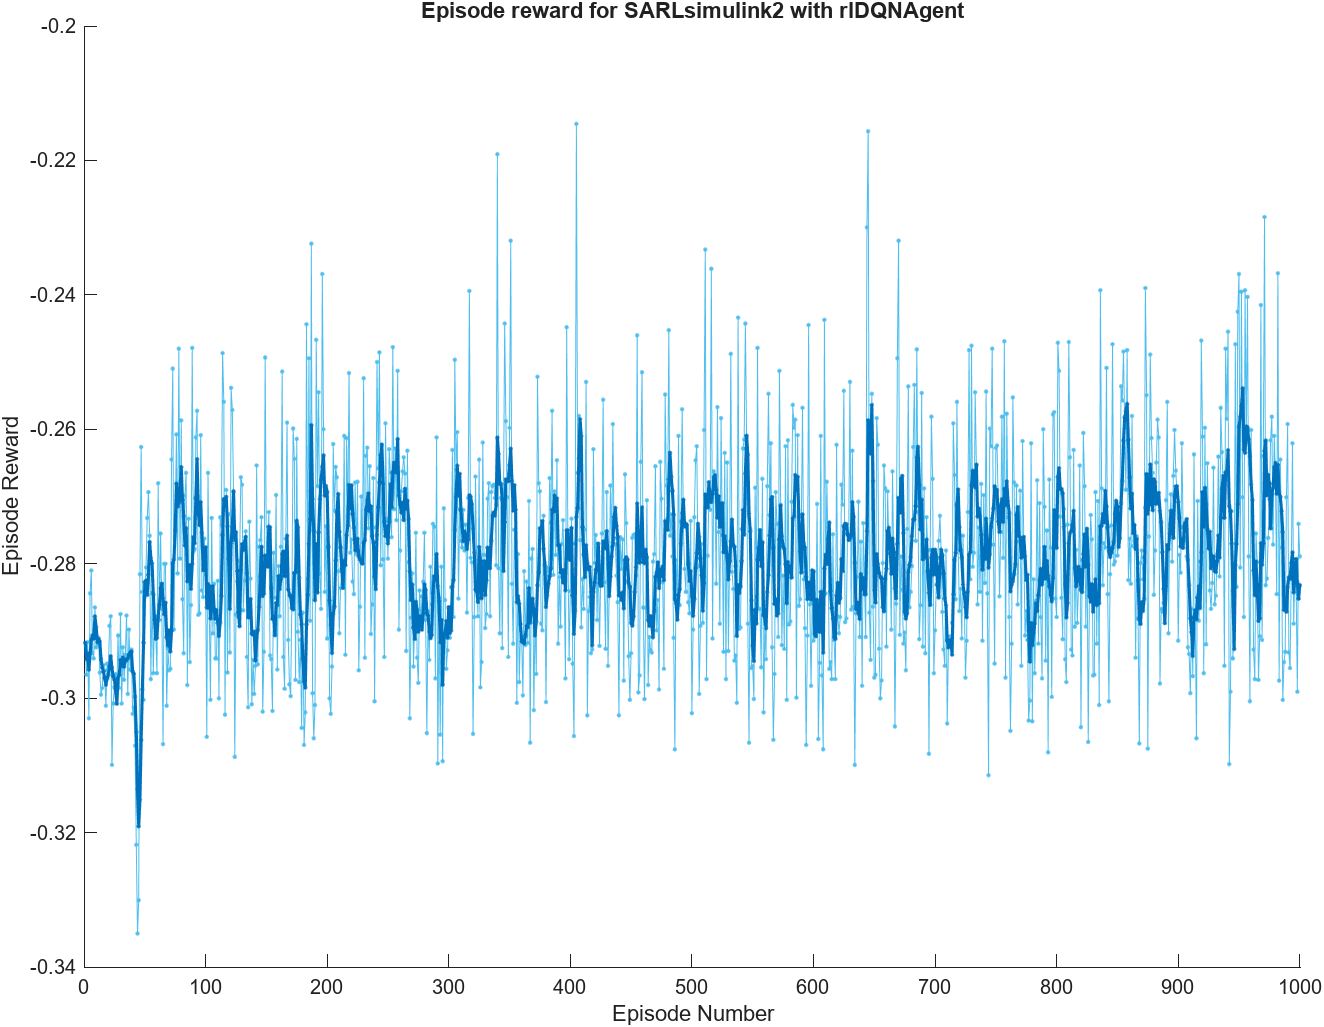 Episode reward for SARLsimulink2 with rlDQNAgent
-0.2
-0.22
-0.24
-0.26
-0.28
-0.3
-0.32
-0.34
Episode Reward
0 100 200 300 400 500 600 700 800 900 1000
Episode Number